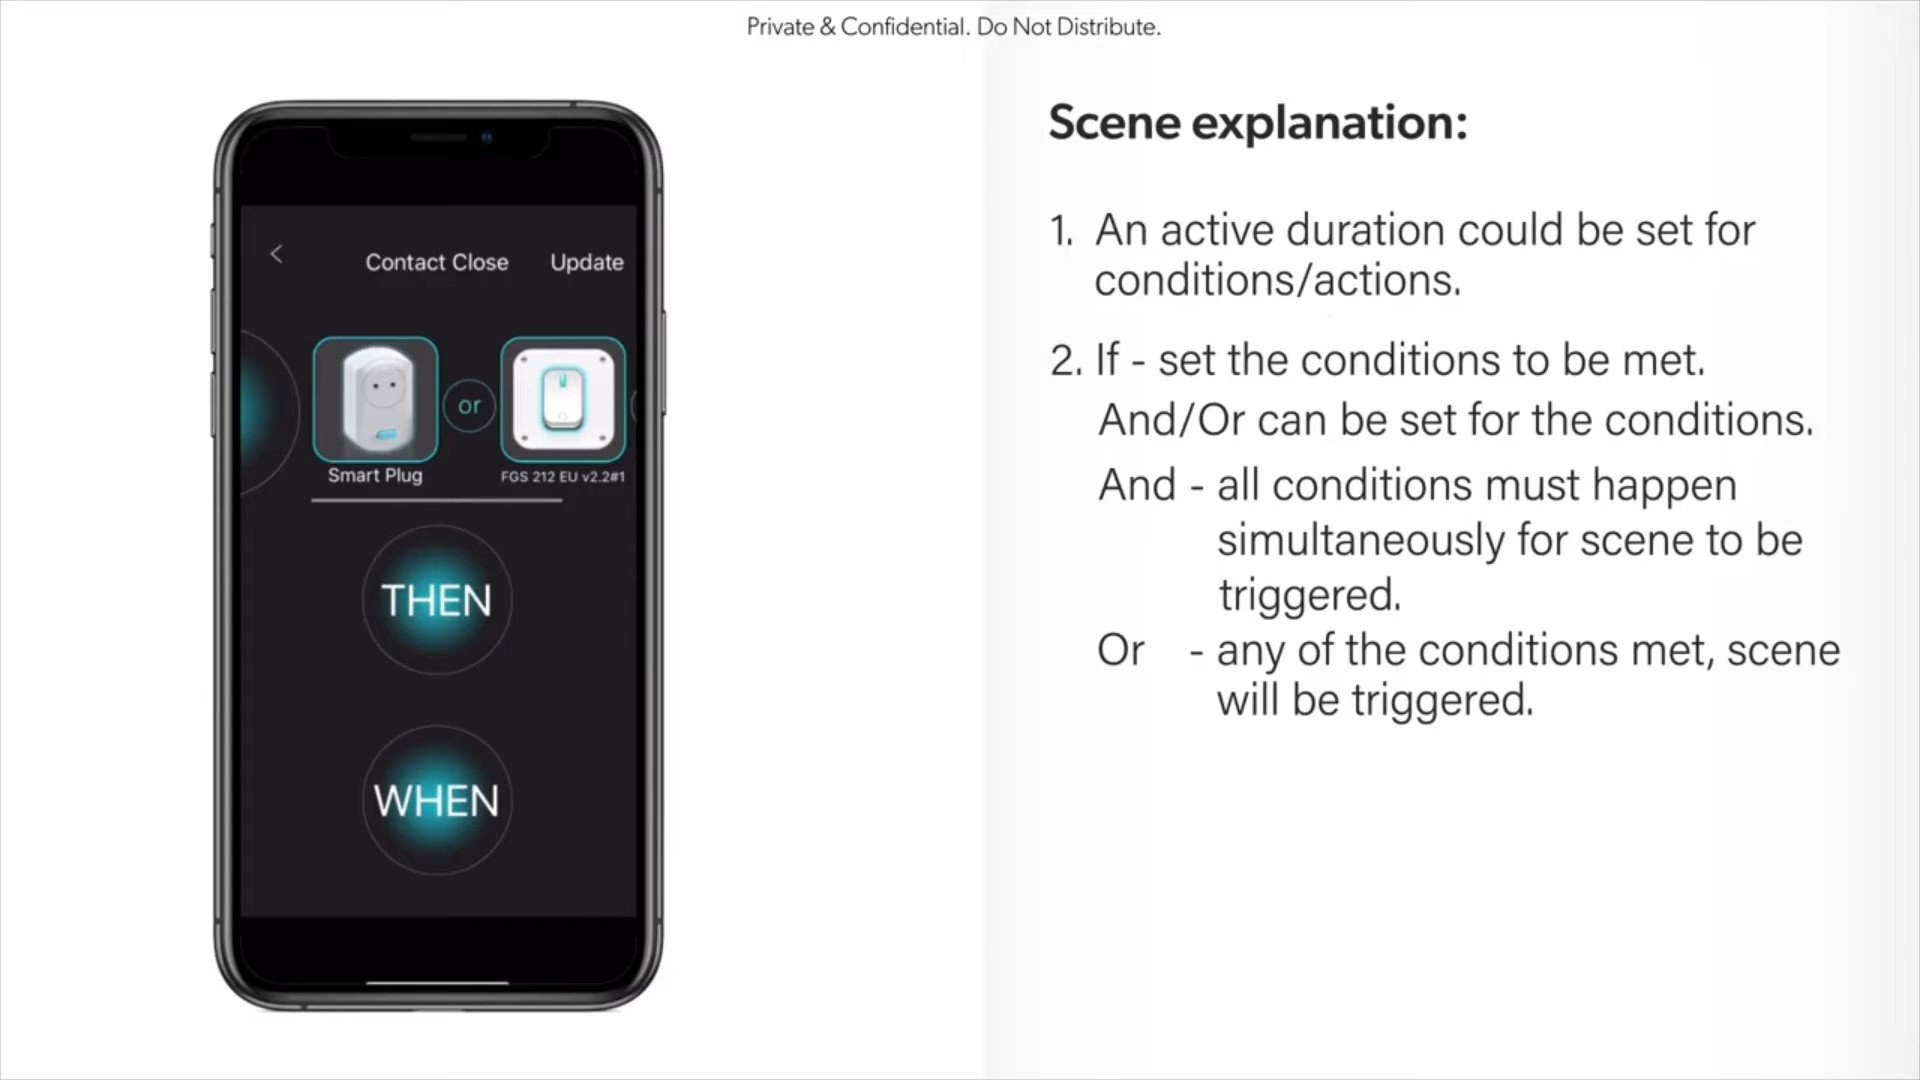 Private & Confidential. Do Not Distribute.
Contact Close
Update
or
Smart Plug
FGS 212 EU v2.2#1
THEN
WHEN
Scene explanation:
1. An active duration could be set for
conditions/actions.
2. If - set the conditions to be met.
And/Or can be set for the conditions.
And - all conditions must happen
simultaneously for scene to be
triggered.
Or - any of the conditions met, scene
will be triggered.